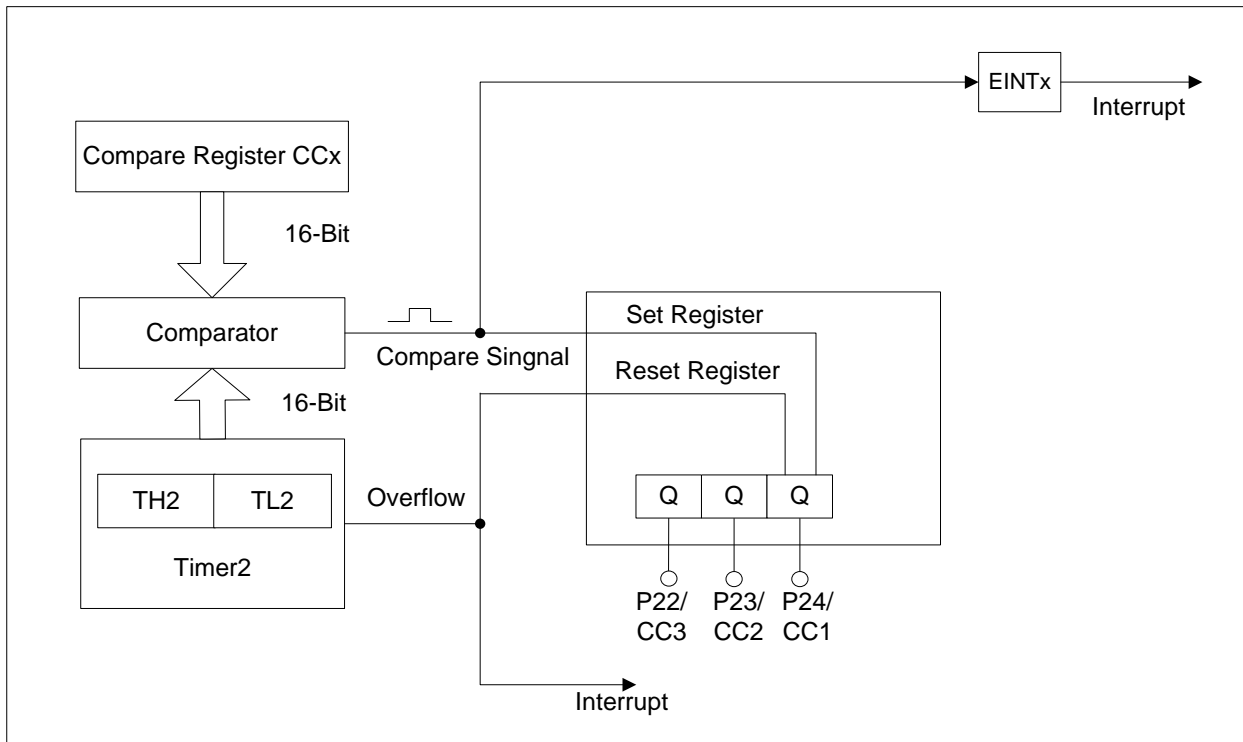 EINTx
Interrupt
Compare Register CCx
16-Bit
Set Register
Comparator
Compare Singnal
Reset Register
16-Bit
TH2 TL2
Overflow
Q Q Q
Timer2
P22/ P23/ P24/
CC3 CC2 CC1
Interrupt